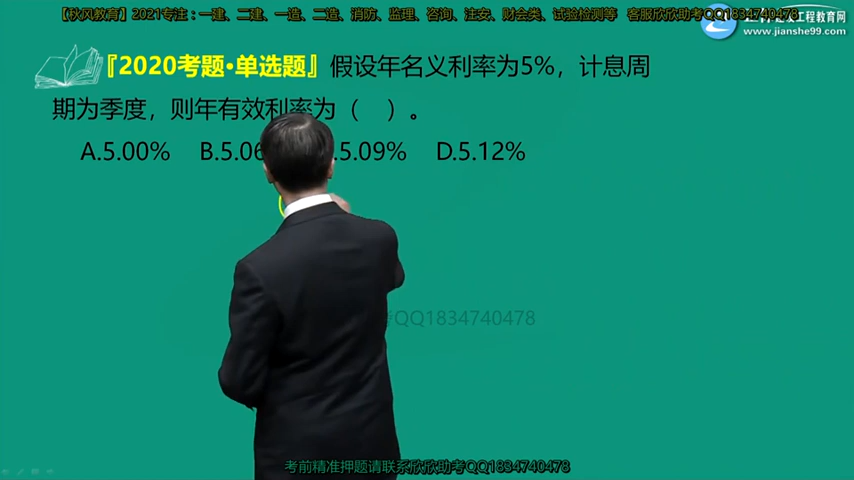 【秋风教育】2021专注：一建、二建、一造、二造、消防、监理、咨询、注安、财会类、试验检测等 客服欣欣助考QQ1834740478
工程教育网
www.jianshe99.com
『2020考题·单选题』假设年名义利率为5%，计息周
期为季度，则年有效利率为（ ）。
A.5.00% B.5.06 .5.09% D.5.12%
考QQ1834740478
考前精准押题请联系欣欣助考QQ1834740478